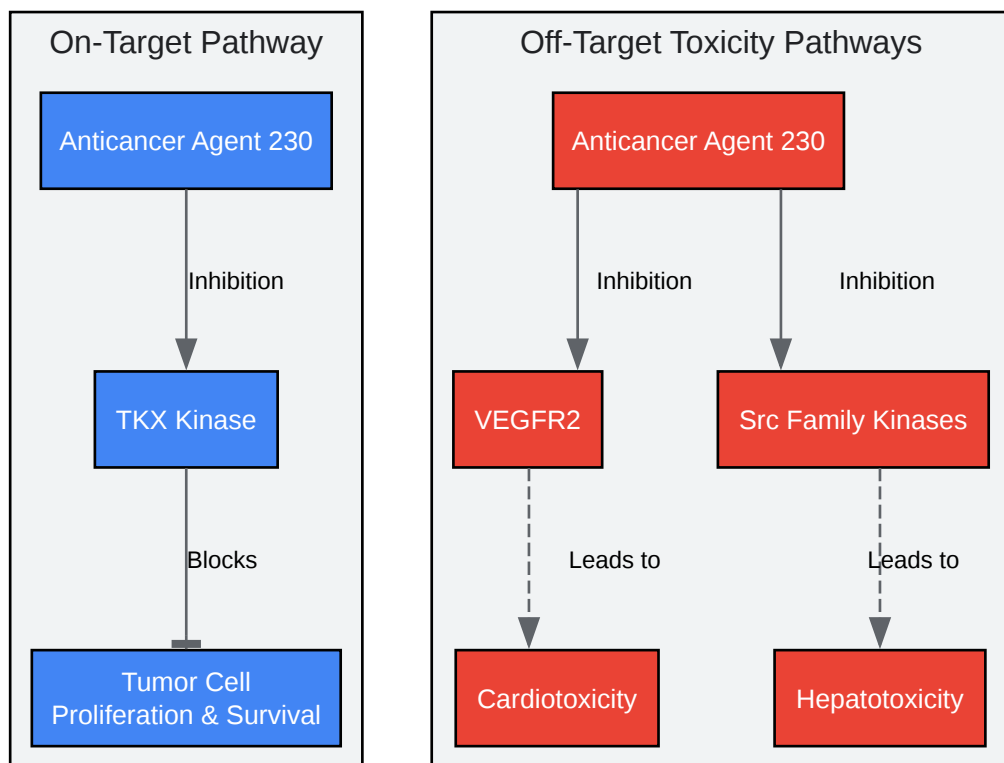 On-Target Pathway
Anticancer Agent 230
Inhibition
TKX Kinase
Blocks
Tumor Cell
Proliferation & Survival
Off-Target Toxicity Pathways
Anticancer Agent 230
Inhibition
Inhibition
VEGFR2
Src Family Kinases
Leads to
Leads to
Cardiotoxicity
Hepatotoxicity